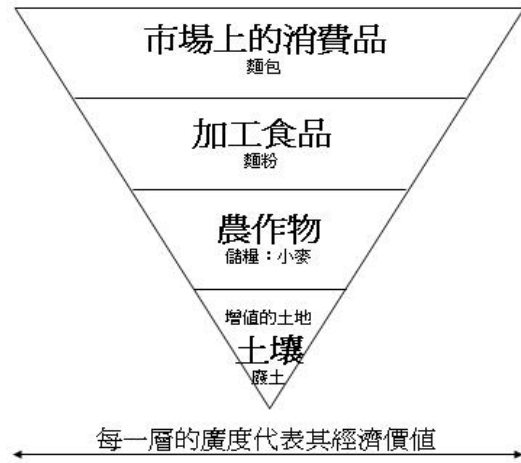 市場上的消費品
麵包
加工食品
麵粉
農作物
儲糧：小麥
增值的土地
土壤
廢土
每一層的廣度代表其經濟價值